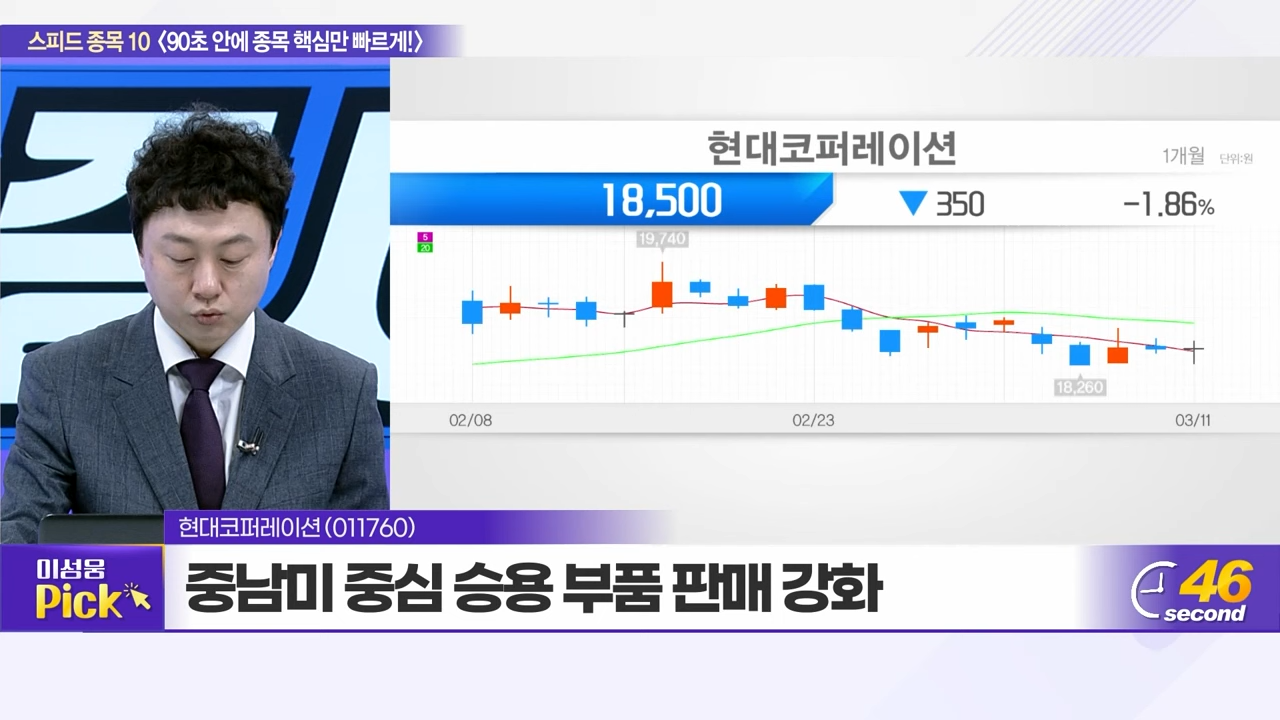 스피드 종목 10 〈90초 안에 종목 핵심만 빠르게!〉
현대코퍼레이션
1개월 단위:원
18,500 ▼ 350 -1.86%
5
20
19,740
18,260
02/08 02/23 03/11
현대코퍼레이션(011760)
미성웅
Pick
중남미 중심 승용 부품 판매 강화
46
second